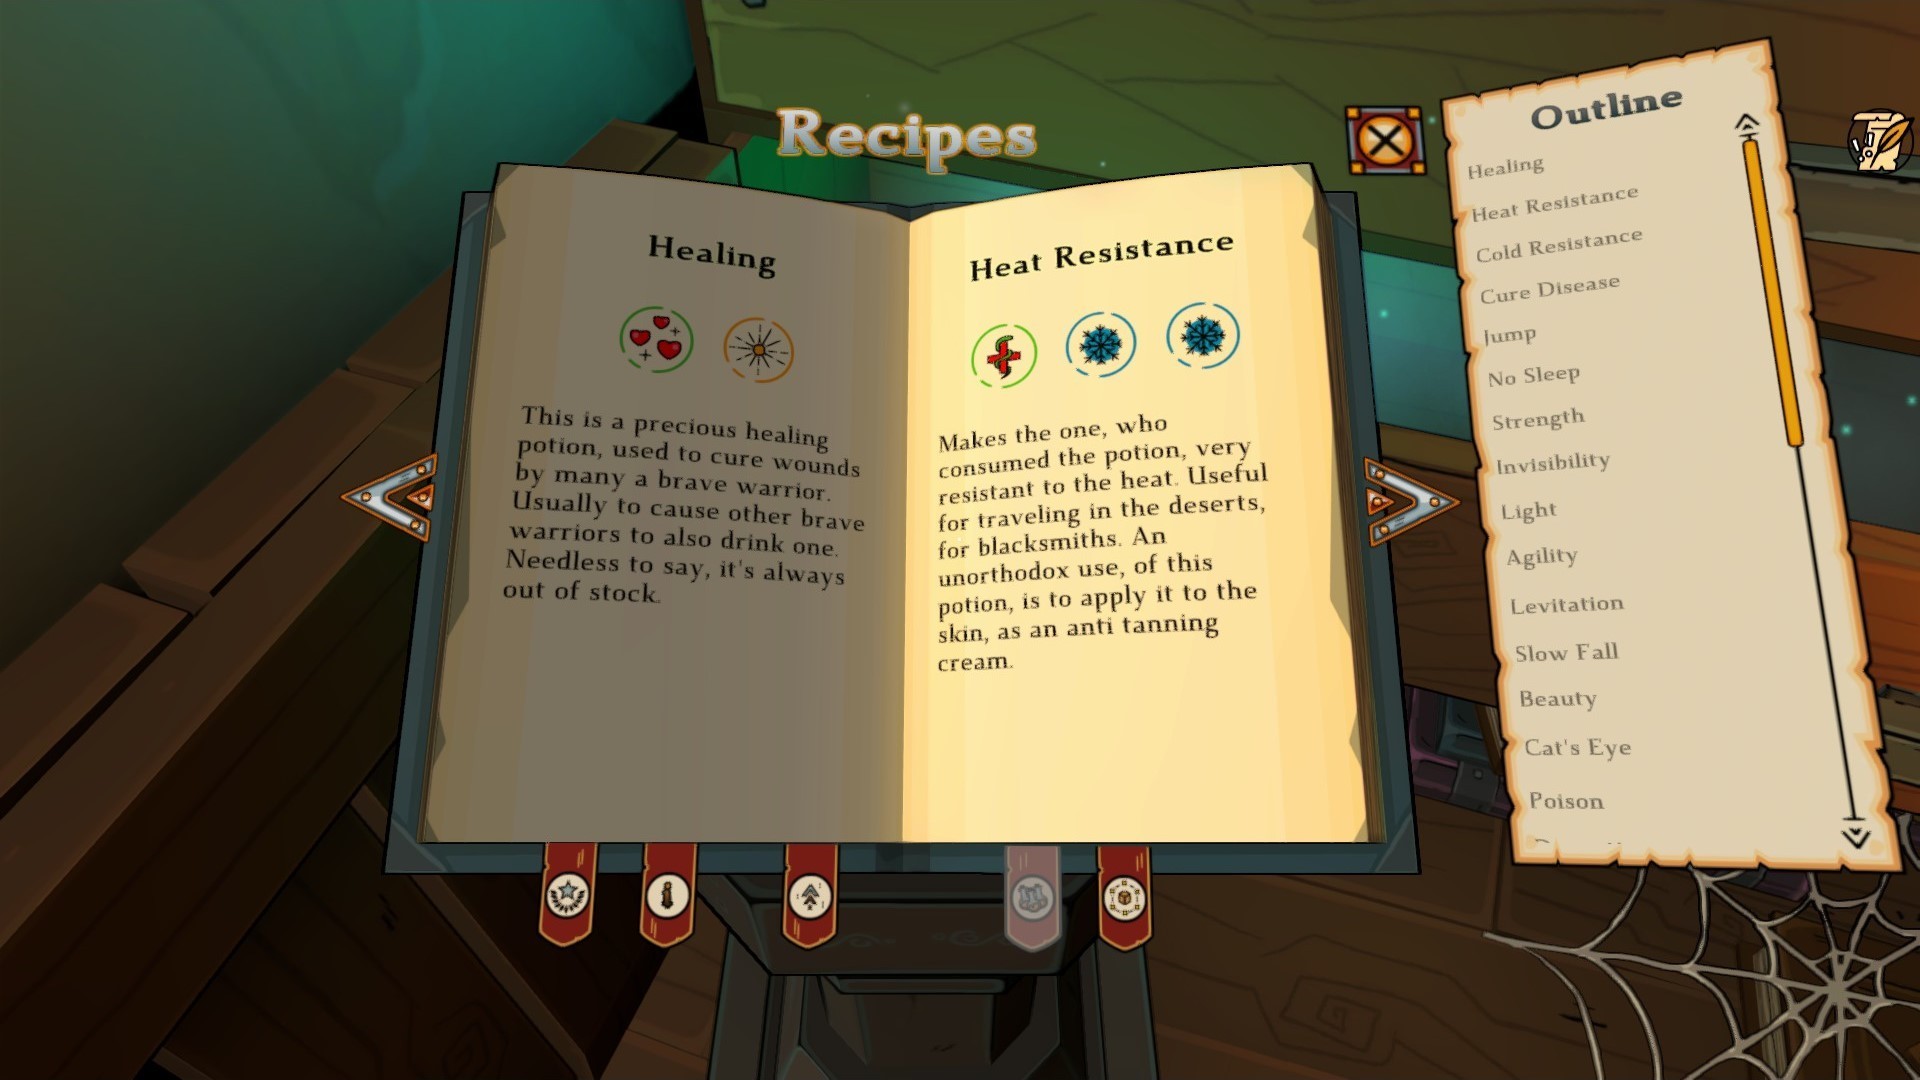 Recipes
Healing
This is a precious healing
potion, used to cure wounds
by many a brave warrior.
Usually to cause other brave
warriors to also drink one.
Needless to say, it's always
out of stock.
Heat Resistance
Makes the one, who
consumed the potion, very
resistant to the heat. Useful
for traveling in the deserts,
for blacksmiths. An
unorthodox use, of this
potion, is to apply it to the
skin, as an anti tanning
cream.
Outline
Healing
Heat Resistance
Cold Resistance
Cure Disease
Jump
No Sleep
Strength
Invisibility
Light
Agility
Levitation
Slow Fall
Beauty
Cat's Eye
Poison